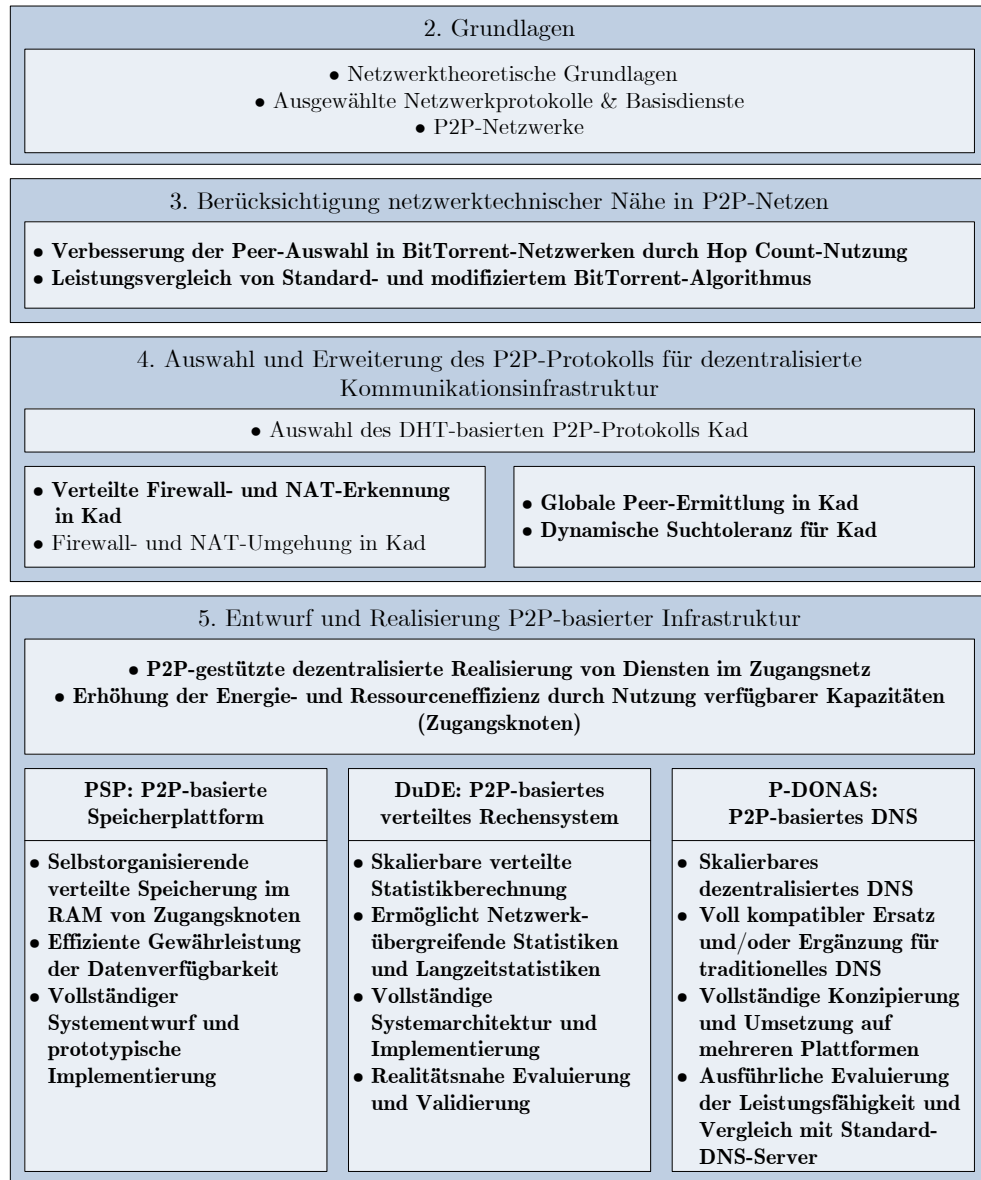 2. Grundlagen
• Netzwerktheoretische Grundlagen
• Ausgewählte Netzwerkprotokolle & Basisdienste
• P2P-Netzwerke
3. Berücksichtigung netzwerktechnischer Nähe in P2P-Netzen
• Verbesserung der Peer-Auswahl in BitTorrent-Netzwerken durch Hop Count-Nutzung
• Leistungsvergleich von Standard- und modifiziertem BitTorrent-Algorithmus
4. Auswahl und Erweiterung des P2P-Protokolls für dezentralisierte
Kommunikationsinfrastruktur
• Auswahl des DHT-basierten P2P-Protokolls Kad
• Verteilte Firewall- und NAT-Erkennung
in Kad
• Firewall- und NAT-Umgehung in Kad
• Globale Peer-Ermittlung in Kad
• Dynamische Suchtoleranz für Kad
5. Entwurf und Realisierung P2P-basierter Infrastruktur
• P2P-gestützte dezentralisierte Realisierung von Diensten im Zugangsnetz
• Erhöhung der Energie- und Ressourceneffizienz durch Nutzung verfügbarer Kapazitäten
(Zugangsknoten)
PSP: P2P-basierte
Speicherplattform
• Selbstorganisierende
verteilte Speicherung im
RAM von Zugangsknoten
• Effiziente Gewährleistung
der Datenverfügbarkeit
• Vollständiger
Systementwurf und
prototypische
Implementierung
DuDE: P2P-basiertes
verteiltes Rechensystem
• Skalierbare verteilte
Statistikberechnung
• Ermöglicht Netzwerk-
übergreifende Statistiken
und Langzeitstatistiken
• Vollständige
Systemarchitektur und
Implementierung
• Realitätsnahe Evaluierung
und Validierung
P-DONAS:
P2P-basiertes DNS
• Skalierbares
dezentralisiertes DNS
• Voll kompatibler Ersatz
und/oder Ergänzung für
traditionelles DNS
• Vollständige Konzipierung
und Umsetzung auf
mehreren Plattformen
• Ausführliche Evaluierung
der Leistungsfähigkeit und
Vergleich mit Standard-
DNS-Server